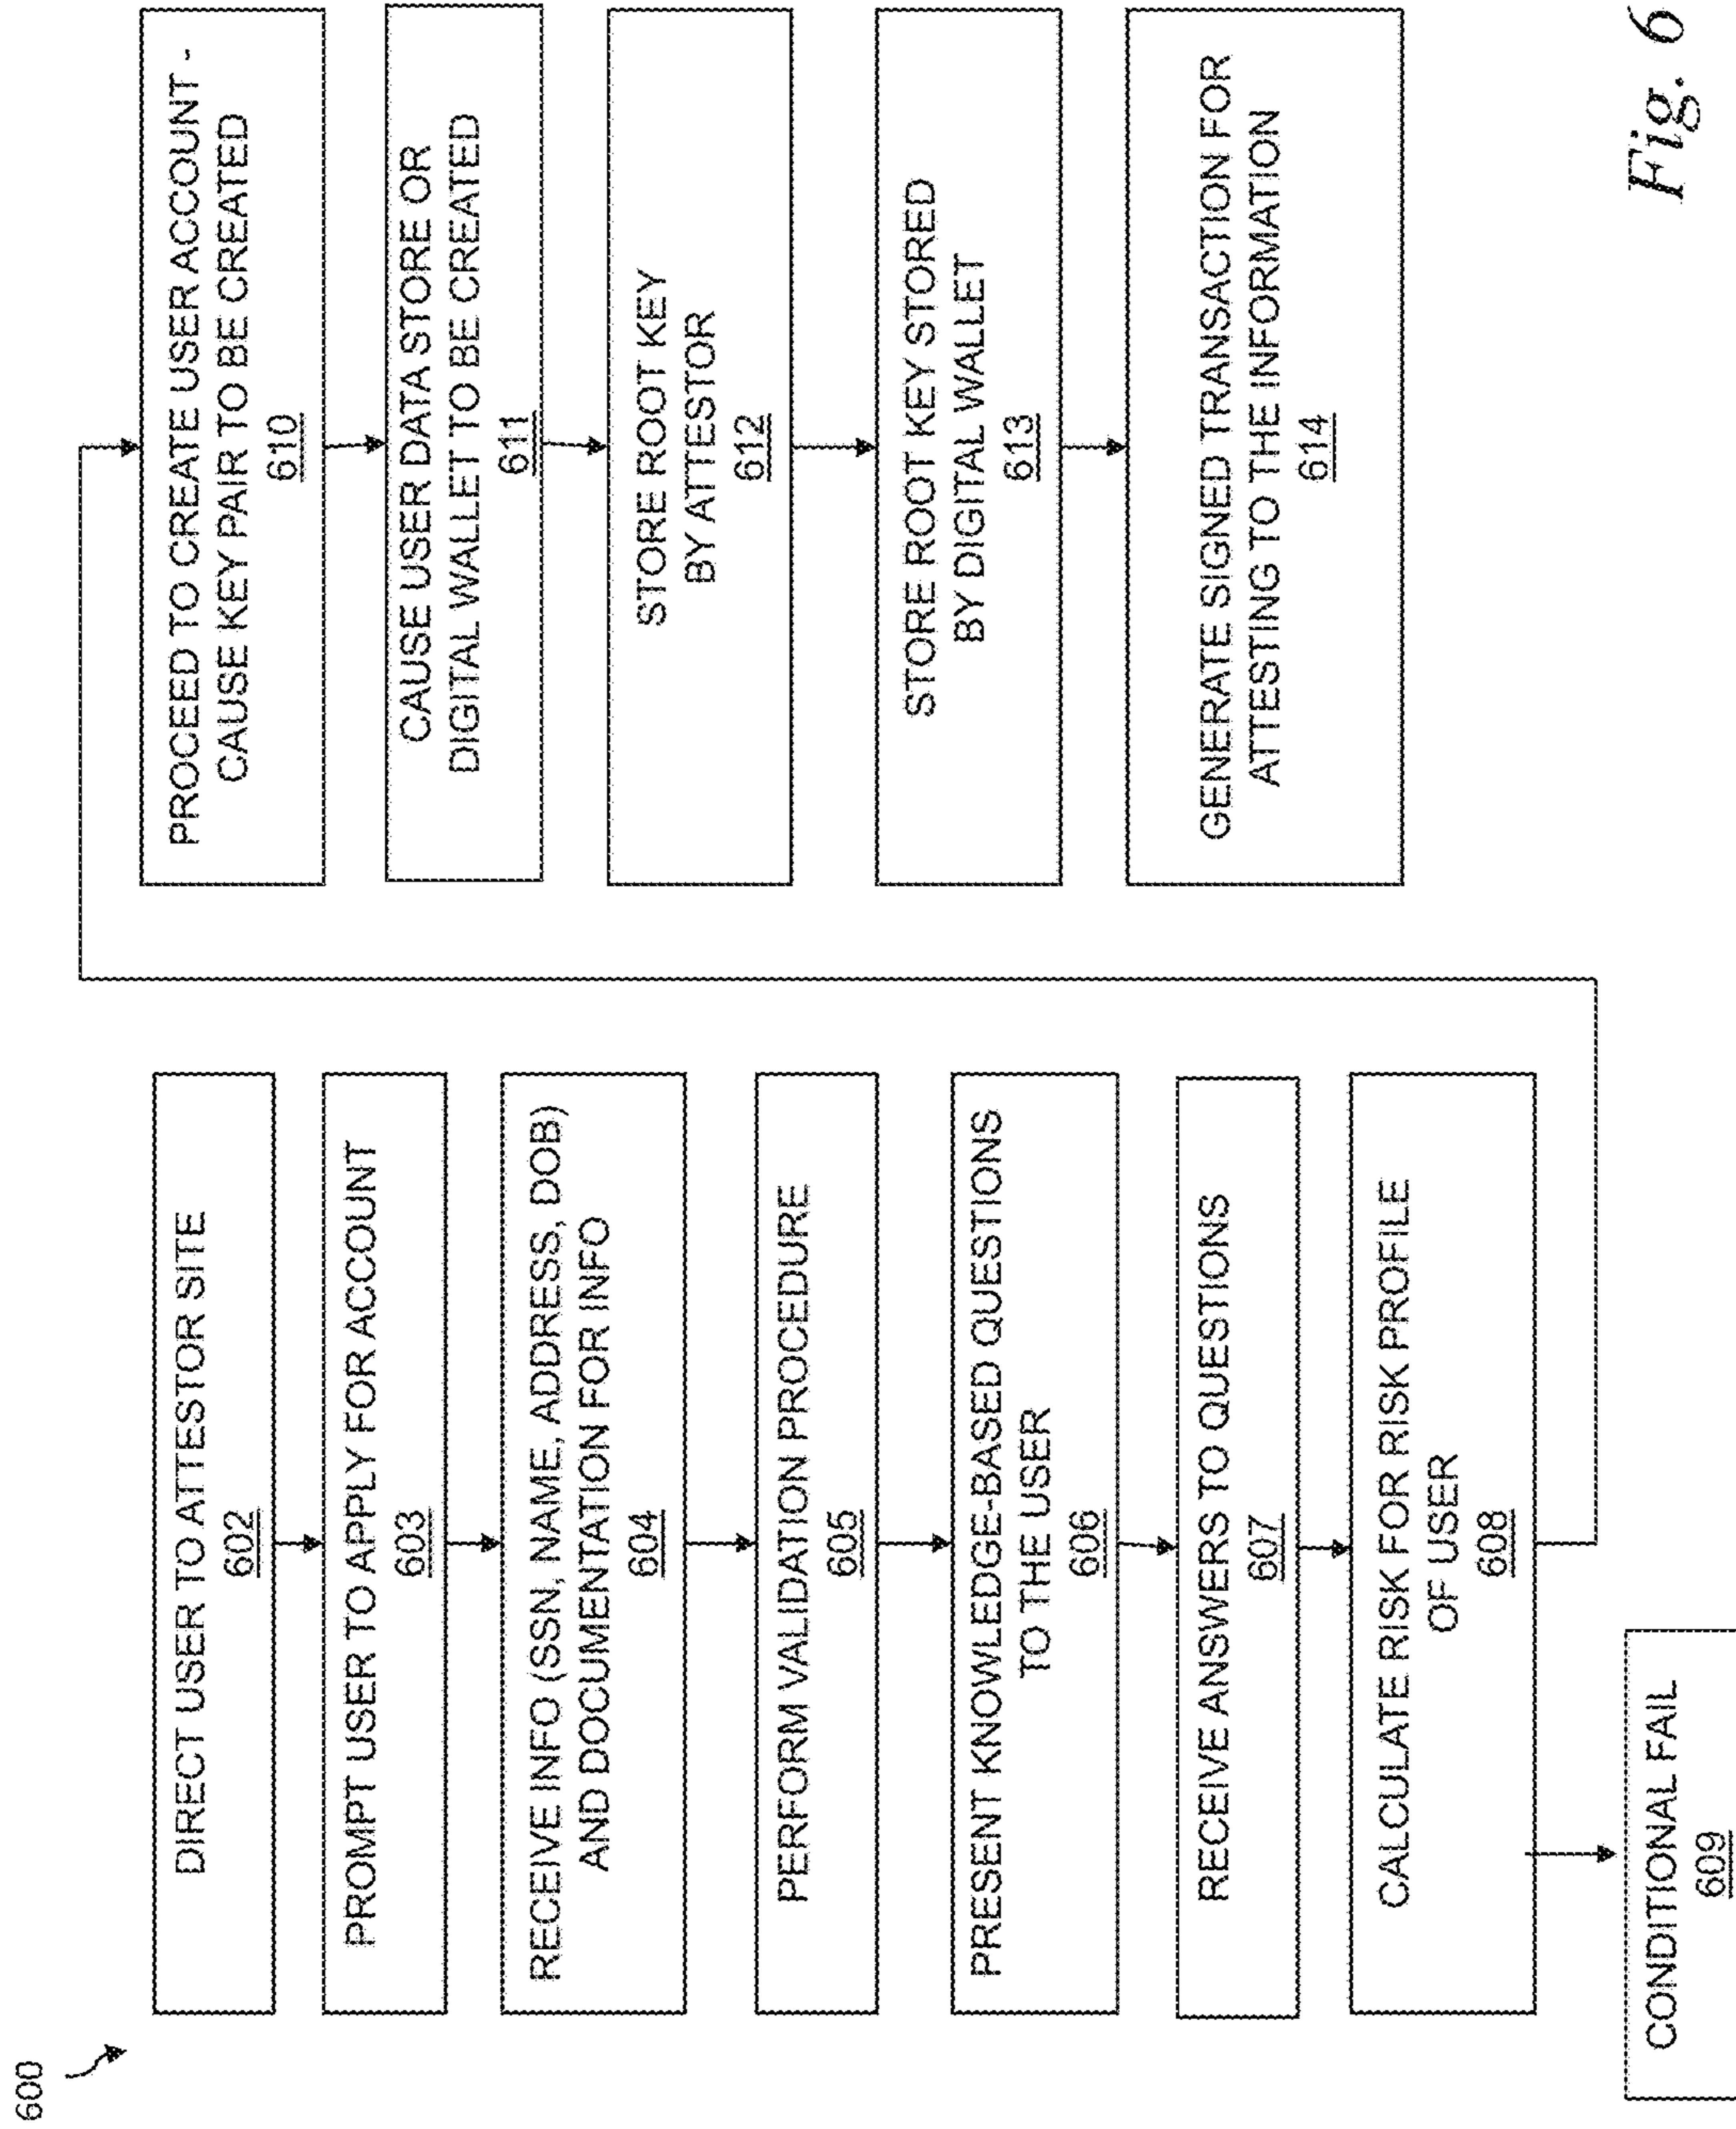 600
DIRECT USER TO ATTESTOR SITE
602
PROMPT USER TO APPLY FOR ACCOUNT
603
RECEIVE INFO (SSN, NAME, ADDRESS, DOB)
AND DOCUMENTATION FOR INFO
604
PERFORM VALIDATION PROCEDURE
605
PRESENT KNOWLEDGE-BASED QUESTIONS
TO THE USER
606
RECEIVE ANSWERS TO QUESTIONS
607
CALCULATE RISK FOR RISK PROFILE
OF USER
608
CONDITIONAL FAIL
609
PROCEED TO CREATE USER ACCOUNT -
CAUSE KEY PAIR TO BE CREATED
610
CAUSE USER DATA STORE OR
DIGITAL WALLET TO BE CREATED
611
STORE ROOT KEY
BY ATTESTOR
612
STORE ROOT KEY STORED
BY DIGITAL WALLET
613
GENERATE SIGNED TRANSACTION FOR
ATTESTING TO THE INFORMATION
614
Fig. 6